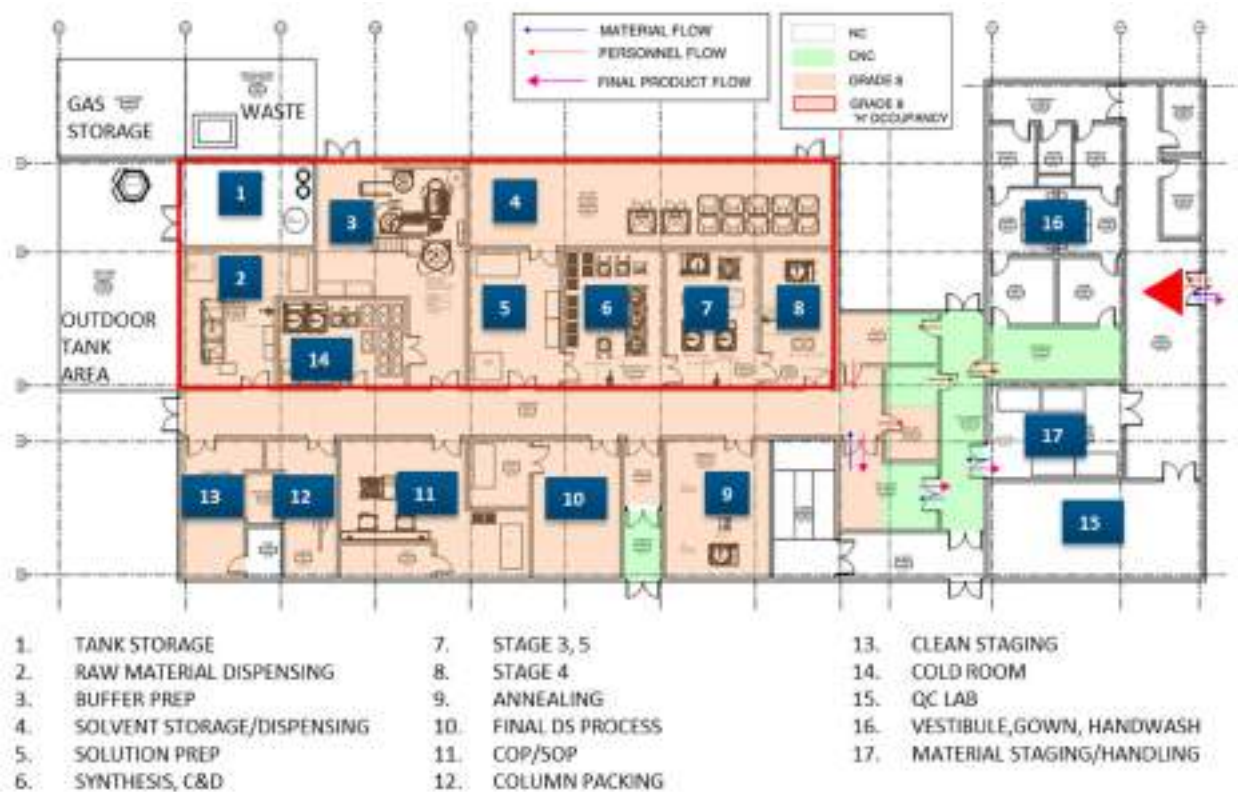 MATERIAL FLOW
PERSONNEL FLOW
FINAL PRODUCT FLOW
NC
CNC
GRADE 8
GRADE 8
'H' OCCUPANCY
GAS
STORAGE
WASTE
OUTDOOR
TANK
AREA
1
2
3
4
5
6
7
8
14
16
17
15
13
12
11
10
9
1. TANK STORAGE
2. RAW MATERIAL DISPENSING
3. BUFFER PREP
4. SOLVENT STORAGE/DISPENSING
5. SOLUTION PREP
6. SYNTHESIS, C&D
7. STAGE 3, 5
8. STAGE 4
9. ANNEALING
10. FINAL DS PROCESS
11. COP/SOP
12. COLUMN PACKING
13. CLEAN STAGING
14. COLD ROOM
15. QC LAB
16. VESTIBULE,GOWN, HANDWASH
17. MATERIAL STAGING/HANDLING